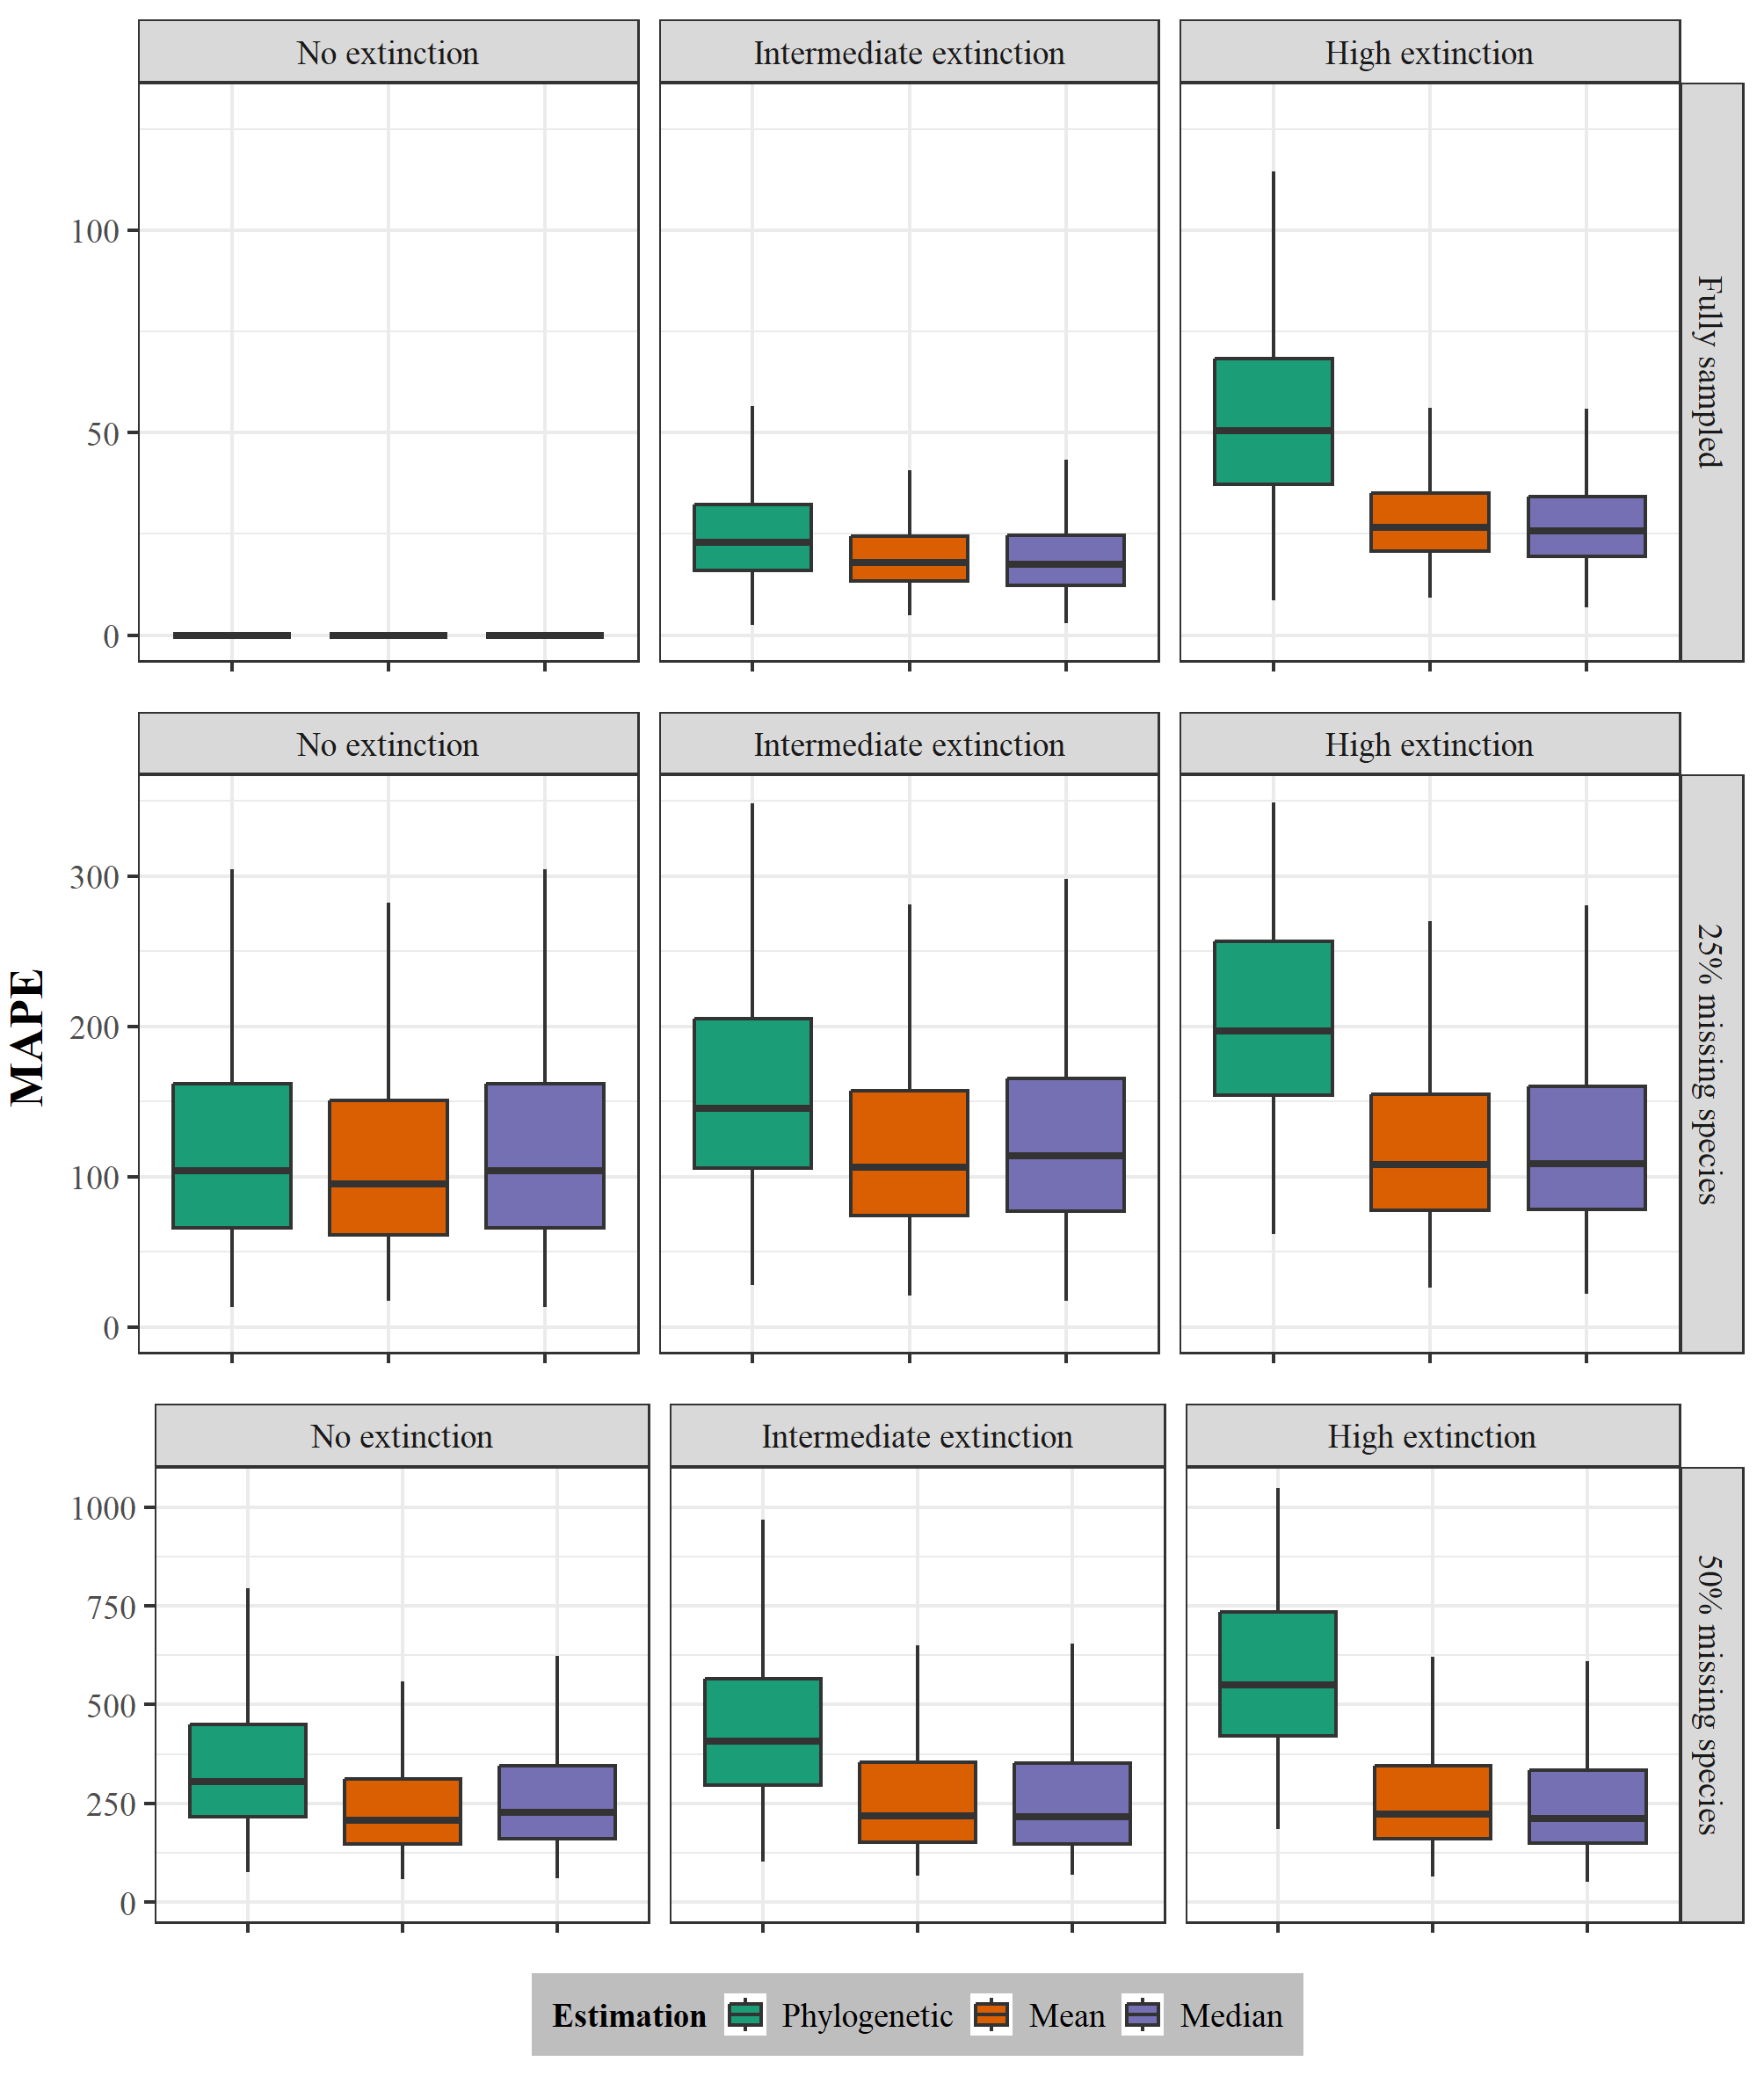 No extinction
Intermediate extinction
High extinction
100
50
0
Fully sampled
No extinction
Intermediate extinction
High extinction
300
200
100
0
25% missing species
MAPE
No extinction
Intermediate extinction
High extinction
1000
750
500
250
0
50% missing species
Estimation Phylogenetic Mean Median